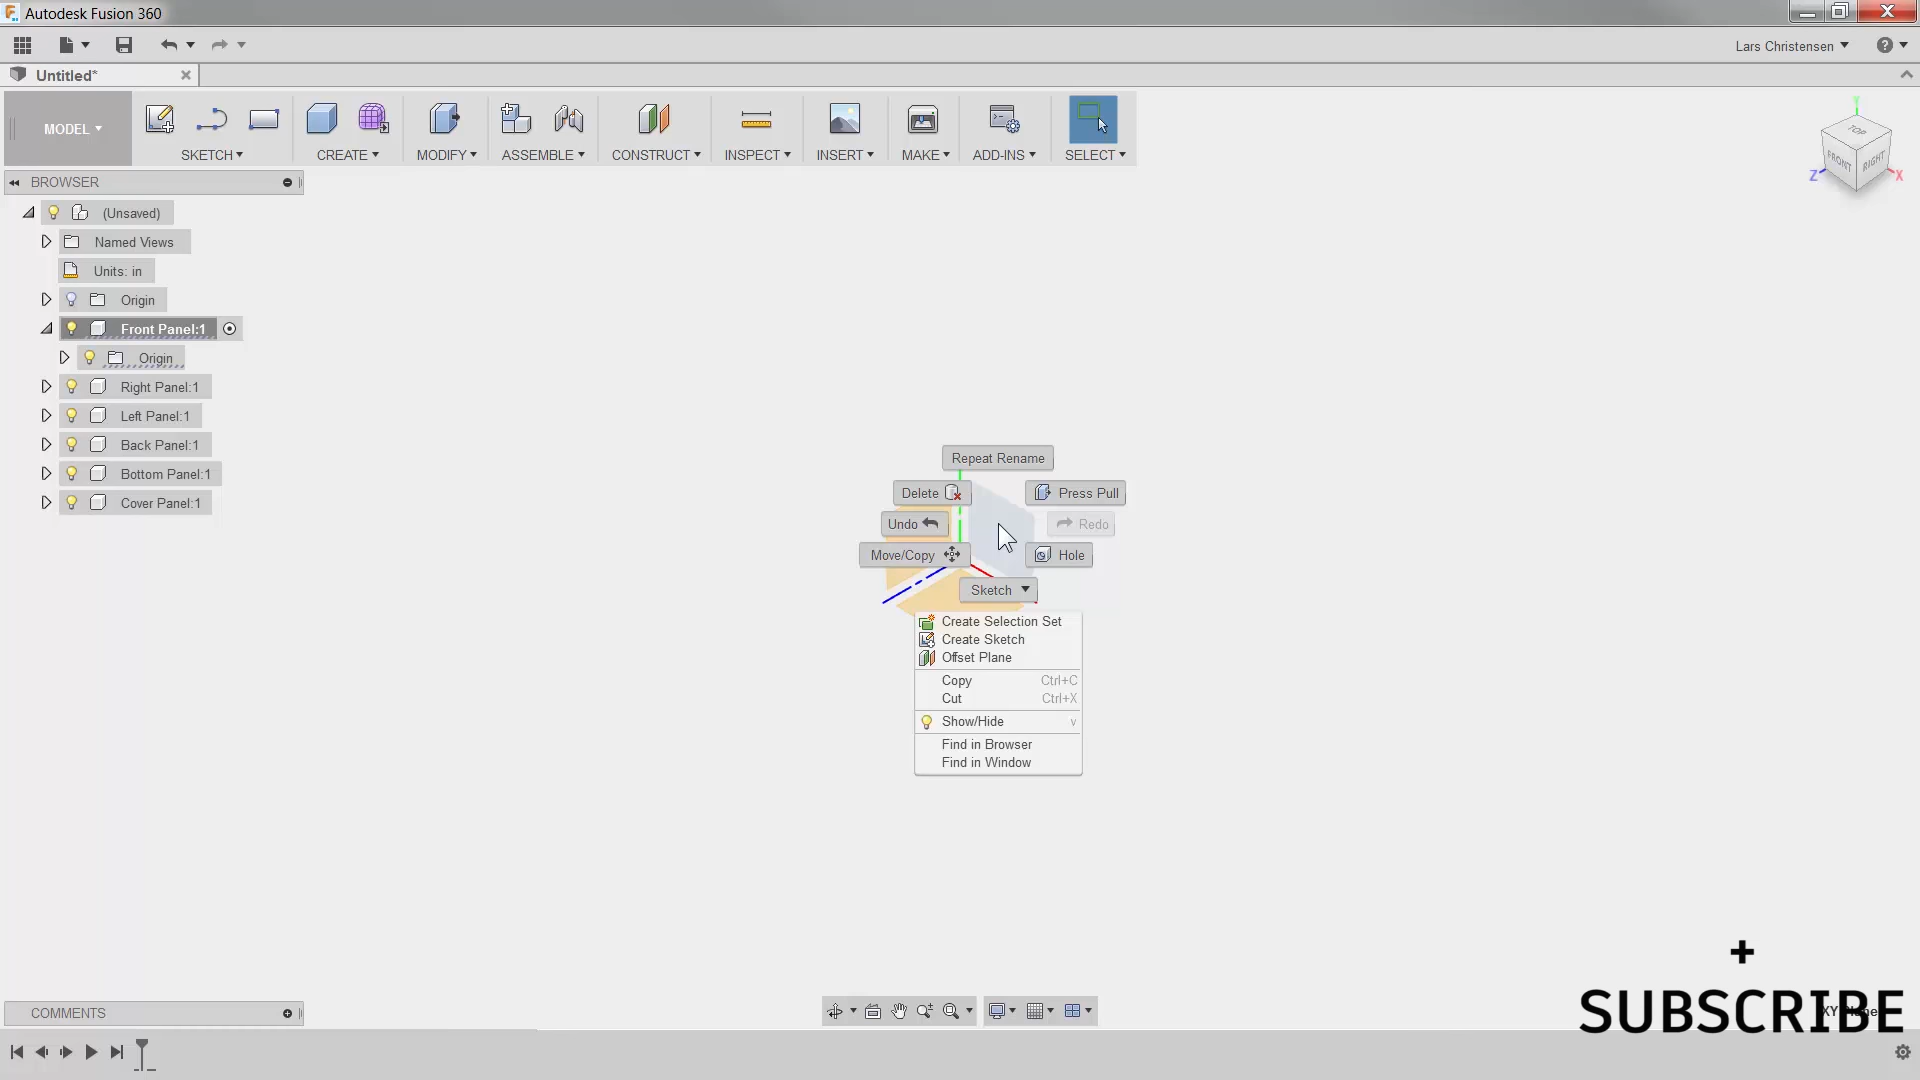 Autodesk Fusion 360
Lars Christensen
Untitled*
MODEL
SKETCH
CREATE
MODIFY
ASSEMBLE
CONSTRUCT
INSPECT
INSERT
MAKE
ADD-INS
SELECT
Y
TOP
FRONT
RIGHT
Z
X
BROWSER
(Unsaved)
Named Views
Units: in
Origin
Front Panel:1
Origin
Right Panel:1
Left Panel:1
Back Panel:1
Bottom Panel:1
Cover Panel:1
Repeat Rename
Delete
Press Pull
Undo
Redo
Move/Copy
Hole
Sketch
Create Selection Set
Create Sketch
Offset Plane
Copy Ctrl+C
Cut Ctrl+X
Show/Hide v
Find in Browser
Find in Window
SUBSCRIBE
COMMENTS